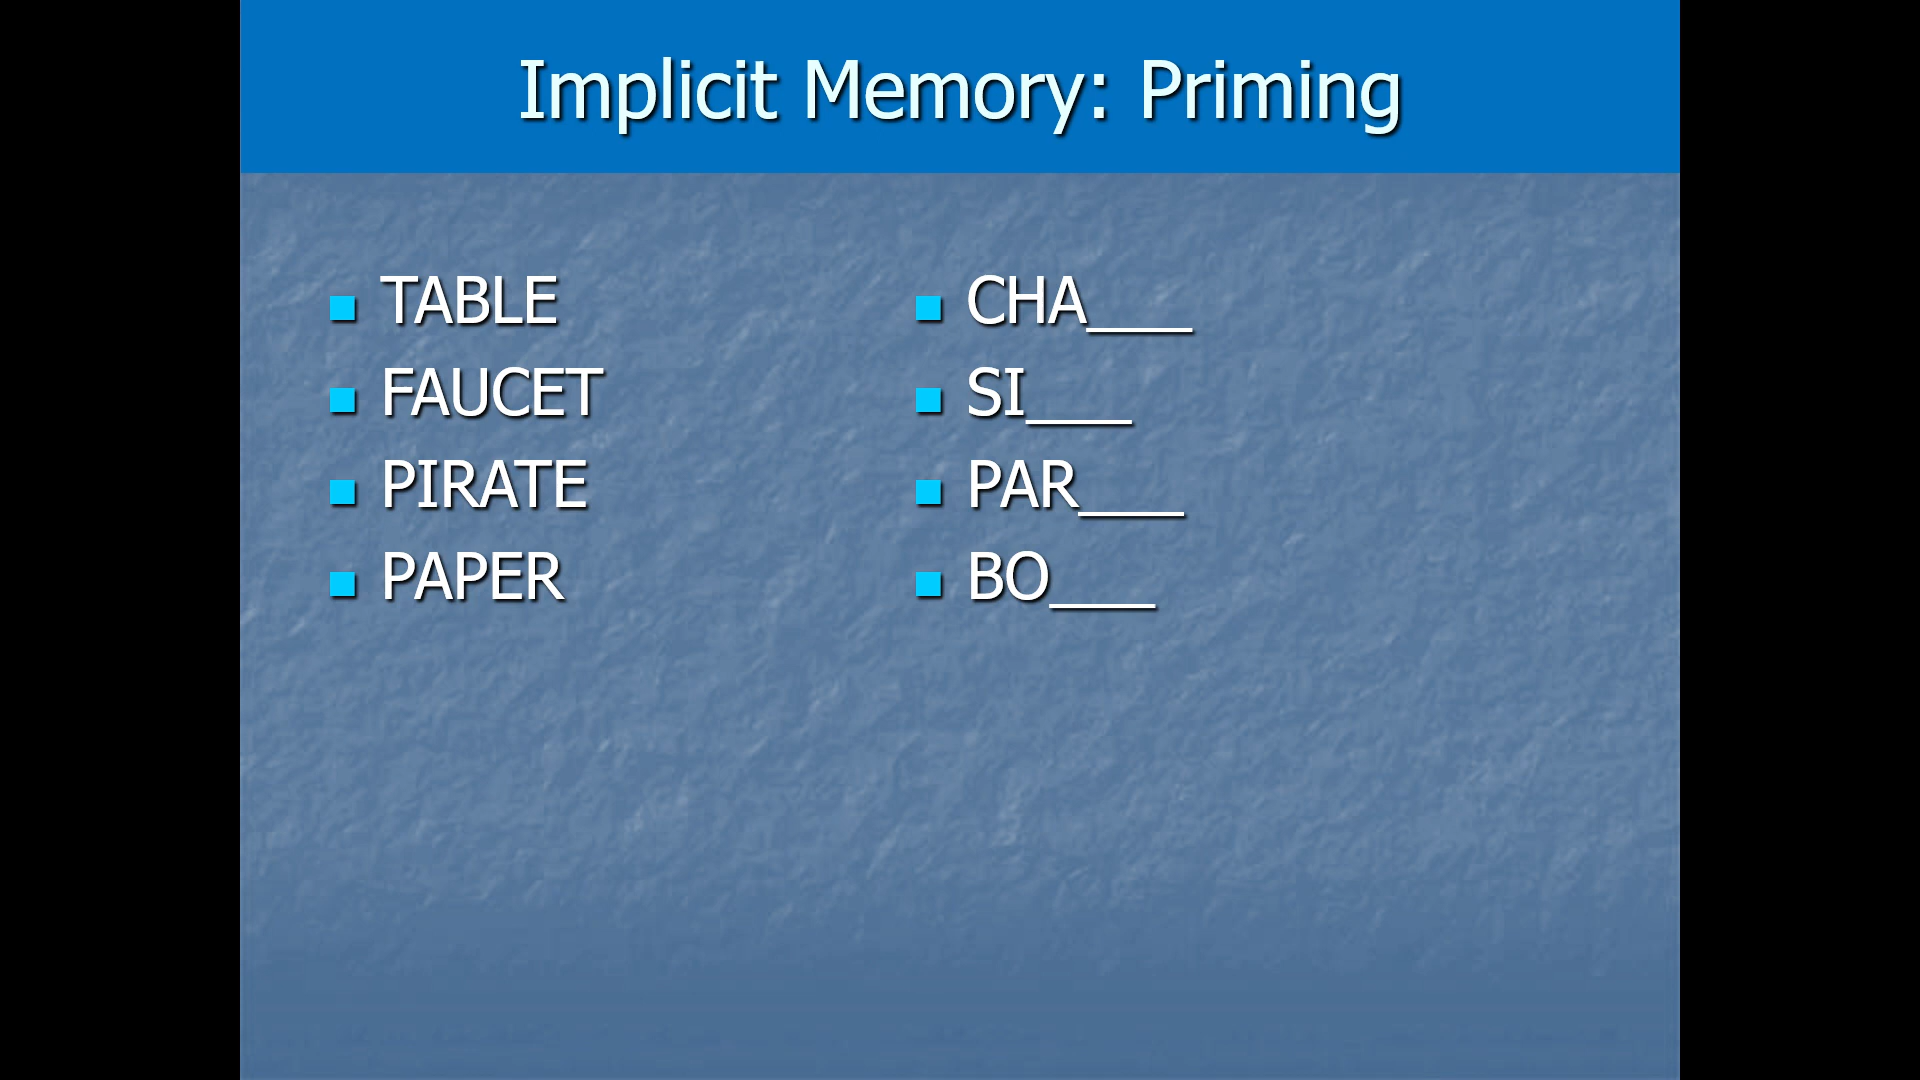 Implicit Memory: Priming
TABLE
FAUCET
PIRATE
PAPER
CHA___
SI___
PAR___
BO___